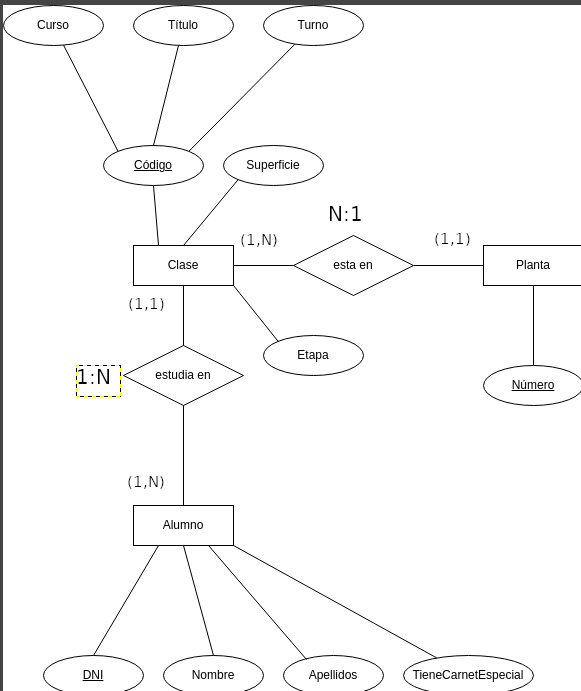 Curso
Título
Turno
Código
Superficie
N:1
(1,N)
(1,1)
Clase
esta en
Planta
(1,1)
Etapa
1:N
estudia en
Número
(1,N)
Alumno
DNI
Nombre
Apellidos
TieneCarnetEspecial